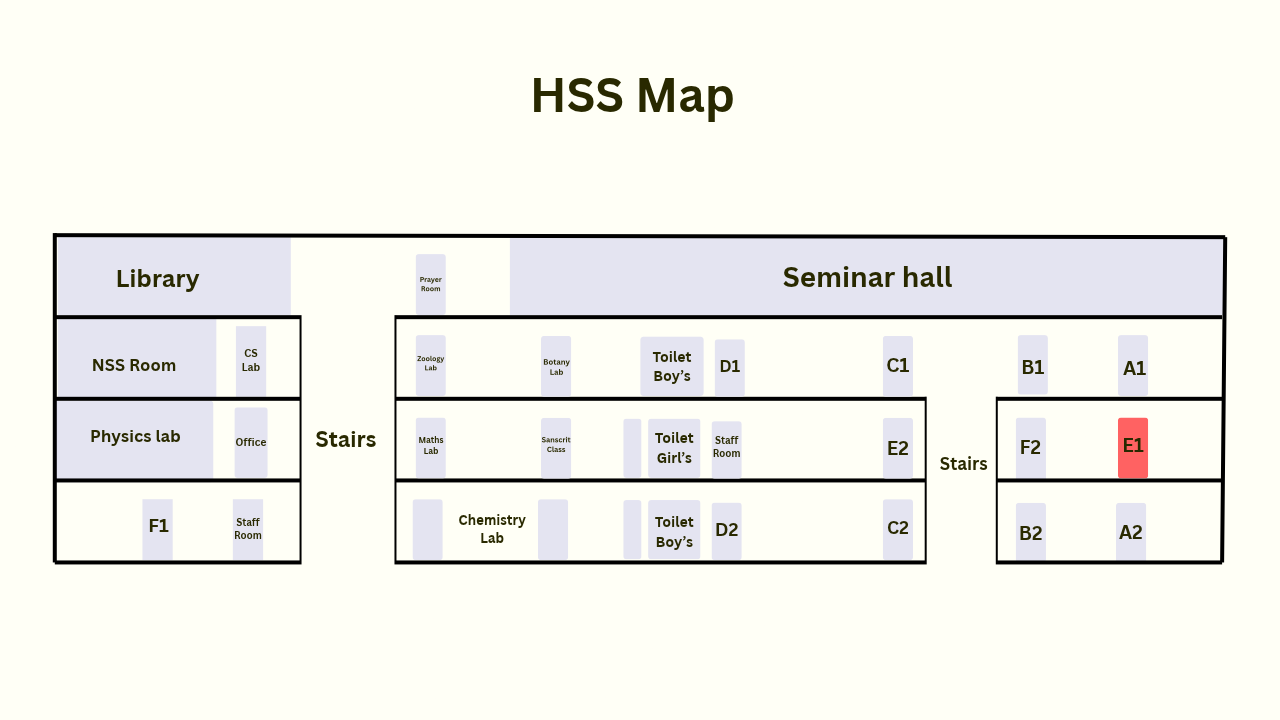 HSS Map
Library
Prayer
Room
Seminar hall
NSS Room
CS
Lab
Zoology
Lab
Botany
Lab
Toilet
Boy's
D1
C1
B1
A1
Physics lab
Office
Stairs
Maths
Lab
Sanscrit
Class
Toilet
Girl's
Staff
Room
E2
Stairs
F2
E1
F1
Staff
Room
Chemistry
Lab
Toilet
Boy's
D2
C2
B2
A2